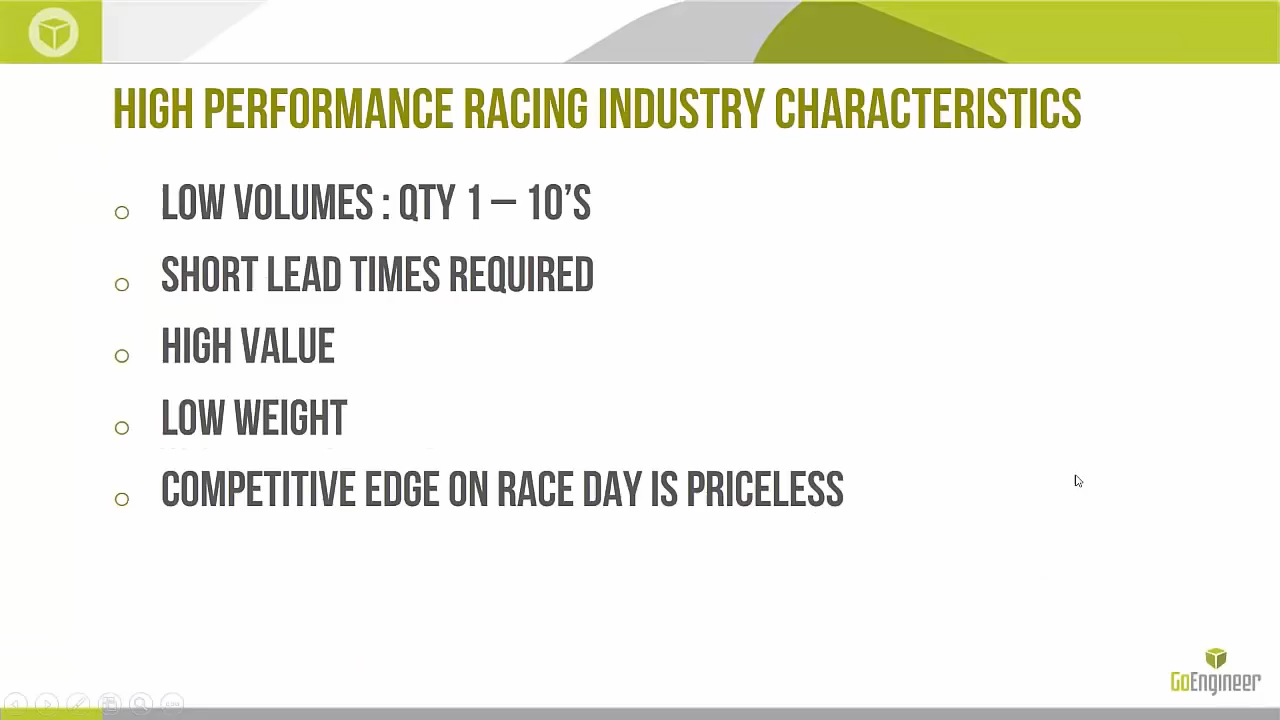 HIGH PERFORMANCE RACING INDUSTRY CHARACTERISTICS
LOW VOLUMES : QTY 1 – 10'S
SHORT LEAD TIMES REQUIRED
HIGH VALUE
LOW WEIGHT
COMPETITIVE EDGE ON RACE DAY IS PRICELESS
GoEngineer